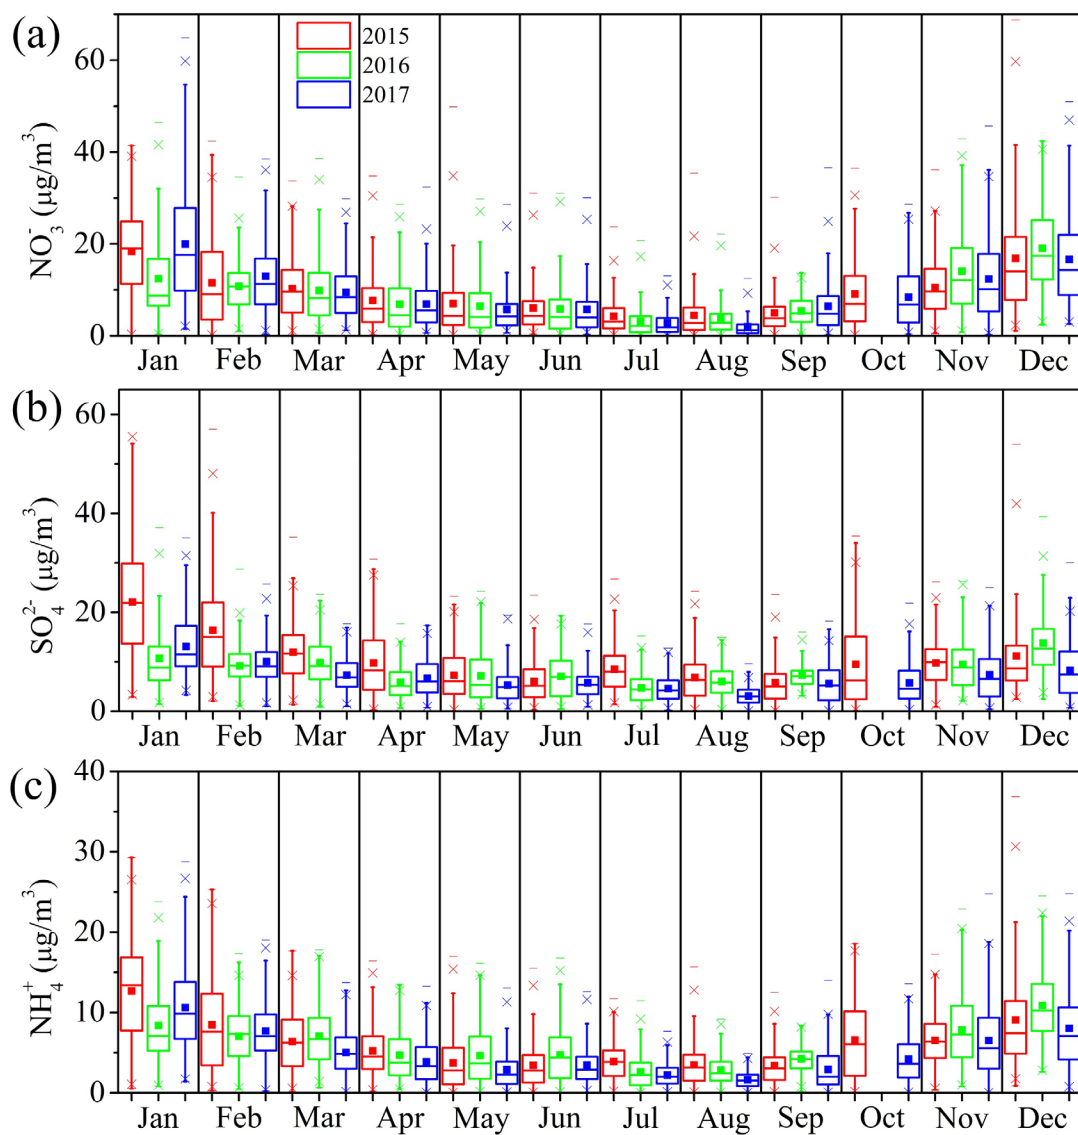 (a)
2015
2016
2017
NO₃⁻ (μg/m³)
60
40
20
0
Jan Feb Mar Apr May Jun Jul Aug Sep Oct Nov Dec
(b)
SO₄²⁻ (μg/m³)
60
40
20
0
Jan Feb Mar Apr May Jun Jul Aug Sep Oct Nov Dec
(c)
NH₄⁺ (μg/m³)
40
30
20
10
0
Jan Feb Mar Apr May Jun Jul Aug Sep Oct Nov Dec